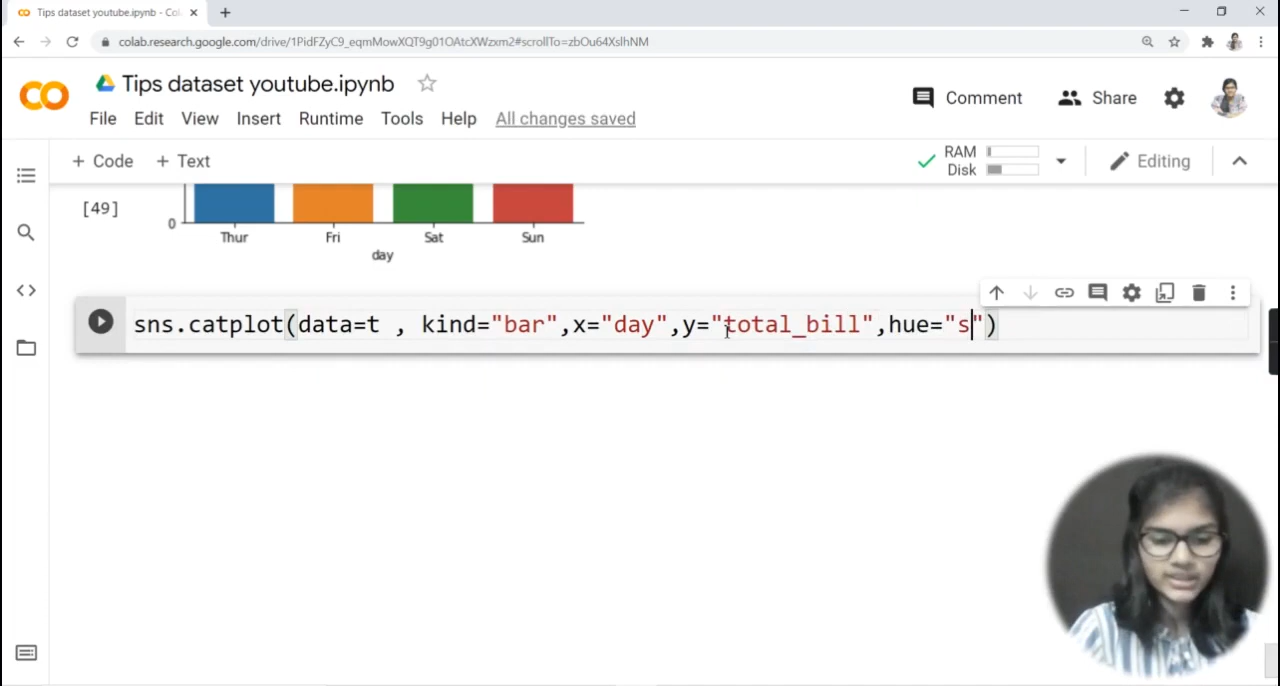 Tips dataset youtube.ipynb - Col
colab.research.google.com/drive/1PidFZyC9_eqmMowXQT9g01OAtcXWzxm2#scrollTo=zbOu64XslhNM
Tips dataset youtube.ipynb
Comment
Share
File Edit View Insert Runtime Tools Help All changes saved
+ Code + Text
RAM
Disk
Editing
[49]
0
Thur Fri Sat Sun
day
sns.catplot(data=t , kind="bar",x="day",y="total_bill",hue="s")